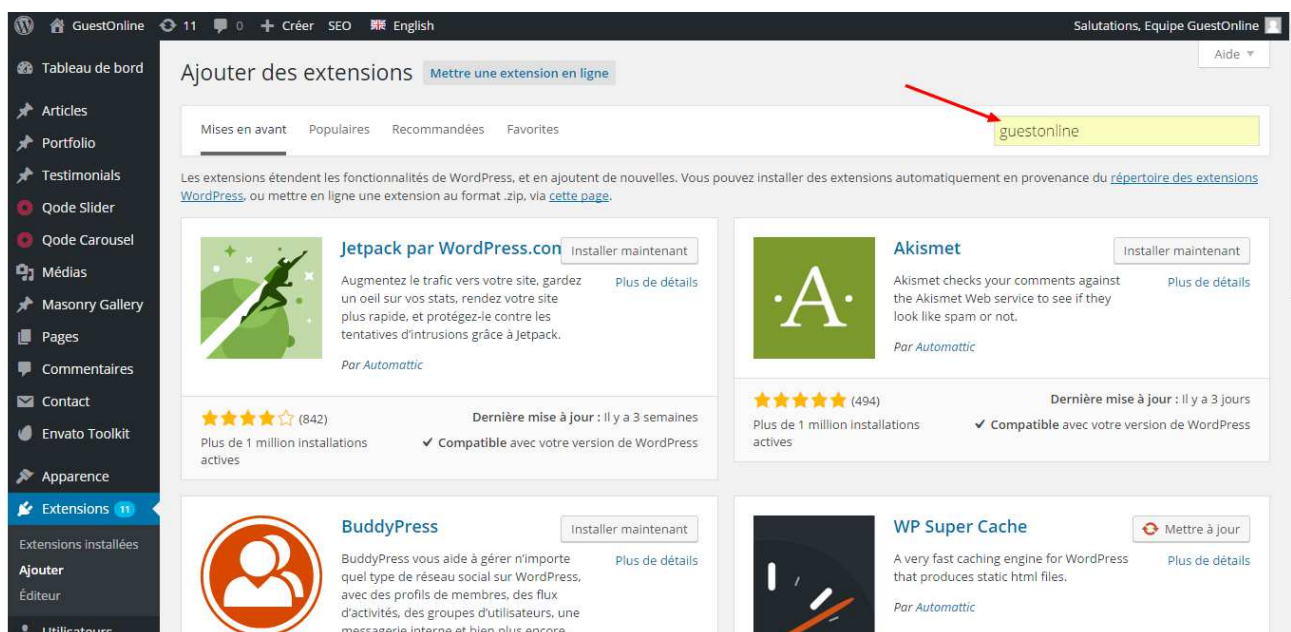 GuestOnline 11 0 + Créer SEO English
Salutations, Equipe GuestOnline
Aide
Tableau de bord
Articles
Portfolio
Testimonials
Qode Slider
Qode Carousel
Médias
Masonry Gallery
Pages
Commentaires
Contact
Envato Toolkit
Apparence
Extensions 11
Extensions installées
Ajouter
Éditeur
Utilisateurs
Ajouter des extensions Mettre une extension en ligne
Mises en avant Populaires Recommandées Favorites
guestonline
Les extensions étendent les fonctionnalités de WordPress, et en ajoutent de nouvelles. Vous pouvez installer des extensions automatiquement en provenance du répertoire des extensions
WordPress, ou mettre en ligne une extension au format .zip, via cette page.
Jetpack par WordPress.com
Installer maintenant
Plus de détails
Augmentez le trafic vers votre site, gardez
un oeil sur vos stats, rendez votre site
plus rapide, et protégez-le contre les
tentatives d'intrusions grâce à Jetpack.
Par Automattic
(842)
Plus de 1 million installations
actives
Dernière mise à jour : Il y a 3 semaines
✔ Compatible avec votre version de WordPress
·A·
Akismet
Installer maintenant
Plus de détails
Akismet checks your comments against
the Akismet Web service to see if they
look like spam or not.
Par Automattic
(494)
Plus de 1 million installations
actives
Dernière mise à jour : Il y a 3 jours
✔ Compatible avec votre version de WordPress
BuddyPress
Installer maintenant
Plus de détails
BuddyPress vous aide à gérer n'importe
quel type de réseau social sur WordPress,
avec des profils de membres, des flux
d'activités, des groupes d'utilisateurs, une
messagerie interne et bien plus encore
WP Super Cache
Mettre à jour
Plus de détails
A very fast caching engine for WordPress
that produces static html files.
Par Automattic